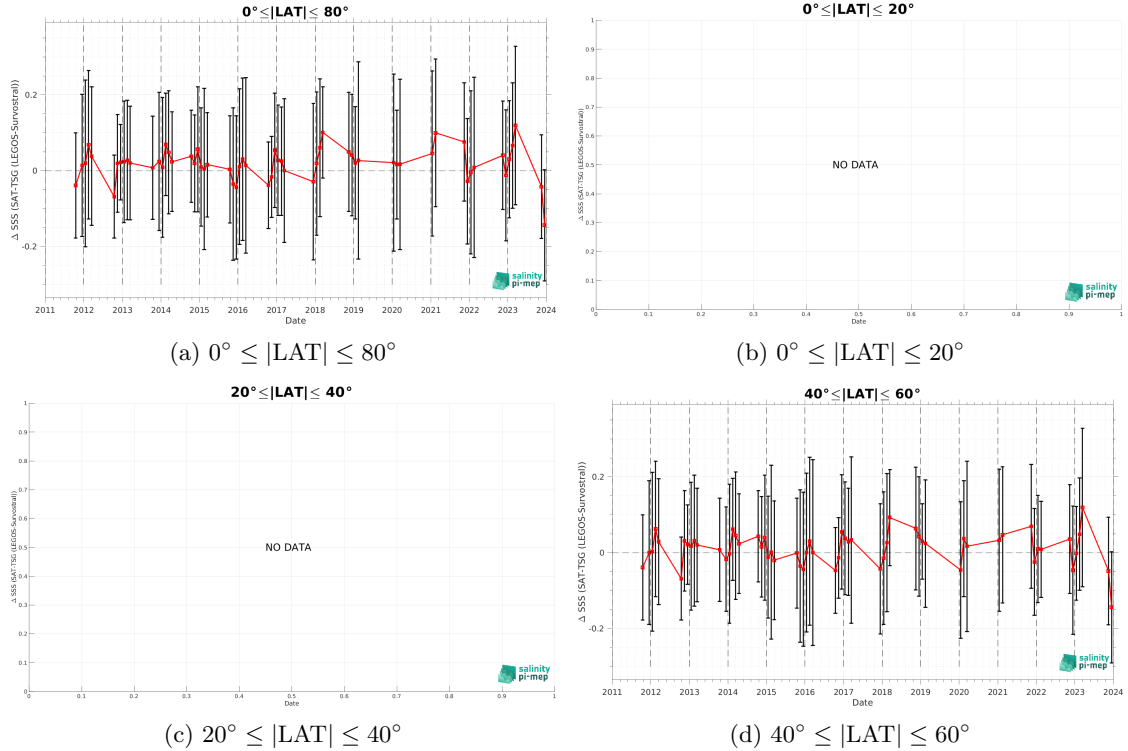 0°≤|LAT|≤ 80°
Δ SSS (SAT-TSG (LEGOS-Survostral))
0.2
0
-0.2
2011 2012 2013 2014 2015 2016 2017 2018 2019 2020 2021 2022 2023 2024
Date
salinity
pi-mep
(a) 0° ≤ |LAT| ≤ 80°
0°≤|LAT|≤ 20°
Δ SSS (SAT-TSG (LEGOS-Survostral))
1
0.9
0.8
0.7
0.6
0.5
0.4
0.3
0.2
0.1
0
NO DATA
0 0.1 0.2 0.3 0.4 0.5 0.6 0.7 0.8 0.9 1
Date
salinity
pi-mep
(b) 0° ≤ |LAT| ≤ 20°
20°≤|LAT|≤ 40°
Δ SSS (SAT-TSG (LEGOS-Survostral))
1
0.9
0.8
0.7
0.6
0.5
0.4
0.3
0.2
0.1
0
NO DATA
0 0.1 0.2 0.3 0.4 0.5 0.6 0.7 0.8 0.9 1
Date
salinity
pi-mep
(c) 20° ≤ |LAT| ≤ 40°
40°≤|LAT|≤ 60°
Δ SSS (SAT-TSG (LEGOS-Survostral))
0.2
0
-0.2
2011 2012 2013 2014 2015 2016 2017 2018 2019 2020 2021 2022 2023 2024
Date
salinity
pi-mep
(d) 40° ≤ |LAT| ≤ 60°